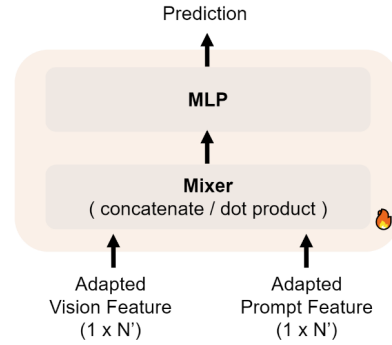 Prediction
MLP
Mixer
( concatenate / dot product )
Adapted
Vision Feature
(1 x N’)
Adapted
Prompt Feature
(1 x N’)